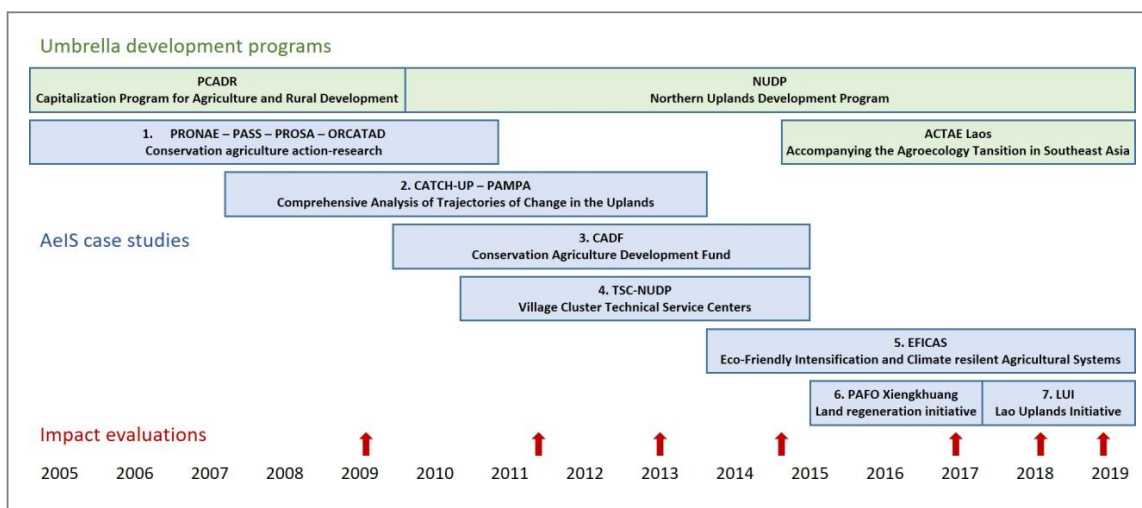 Umbrella development programs
PCADR
Capitalization Program for Agriculture and Rural Development
NUDP
Northern Uplands Development Program
1. PRONAE – PASS – PROSA – ORCATAD
Conservation agriculture action-research
ACTAE Laos
Accompanying the Agroecology Tansition in Southeast Asia
2. CATCH-UP – PAMPA
Comprehensive Analysis of Trajectories of Change in the Uplands
AeIS case studies
3. CADF
Conservation Agriculture Development Fund
4. TSC-NUDP
Village Cluster Technical Service Centers
5. EFICAS
Eco-Friendly Intensification and Climate resilent Agricultural Systems
6. PAFO Xiengkhuang
Land regeneration initiative
7. LUI
Lao Uplands Initiative
Impact evaluations
2005 2006 2007 2008 2009 2010 2011 2012 2013 2014 2015 2016 2017 2018 2019